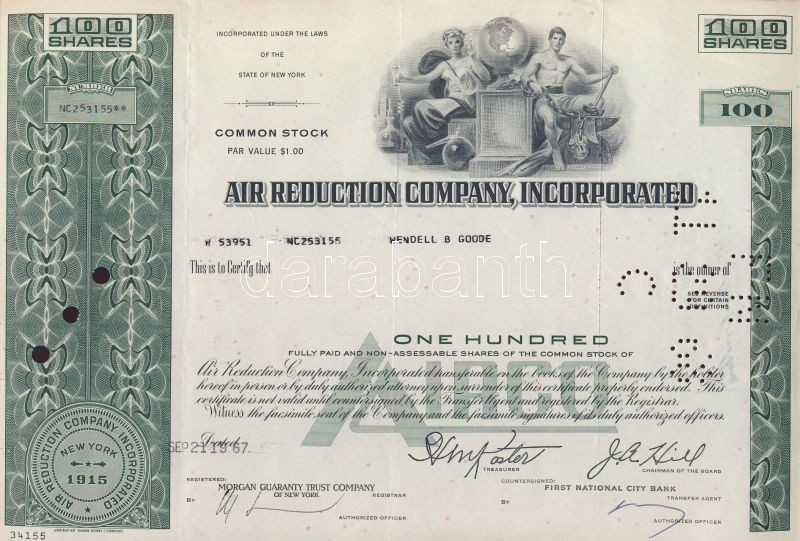 100
SHARES
NUMBER
NC253155**
INCORPORATED UNDER THE LAWS
OF THE
STATE OF NEW YORK
COMMON STOCK
PAR VALUE $1.00
100
SHARES
SHARES
100
AIR REDUCTION COMPANY, INCORPORATED
W 53951 NC253155 WENDELL B GOODE
This is to Certify that
is the owner of
SEE REVERSE
FOR CERTAIN
DEFINITIONS
darabanth
ONE HUNDRED
FULLY PAID AND NON-ASSESSABLE SHARES OF THE COMMON STOCK OF
Air Reduction Company, Incorporated transferable on the books of the Company by the holder
hereof in person or by duly authorized attorney upon surrender of this certificate properly endorsed. This
certificate is not valid until countersigned by the Transfer Agent and registered by the Registrar.
Witness the facsimile seal of the Company and the facsimile signatures of its duly authorized officers.
Dated
SEP 21 19 67
TREASURER
J. A. Hill
CHAIRMAN OF THE BOARD
REGISTERED:
MORGAN GUARANTY TRUST COMPANY
OF NEW YORK
REGISTRAR
BY
AUTHORIZED OFFICER
COUNTERSIGNED:
FIRST NATIONAL CITY BANK
TRANSFER AGENT
BY
AUTHORIZED OFFICER
AIR REDUCTION COMPANY, INCORPORATED
NEW YORK
1915
AMERICAN BANK NOTE COMPANY.
34155